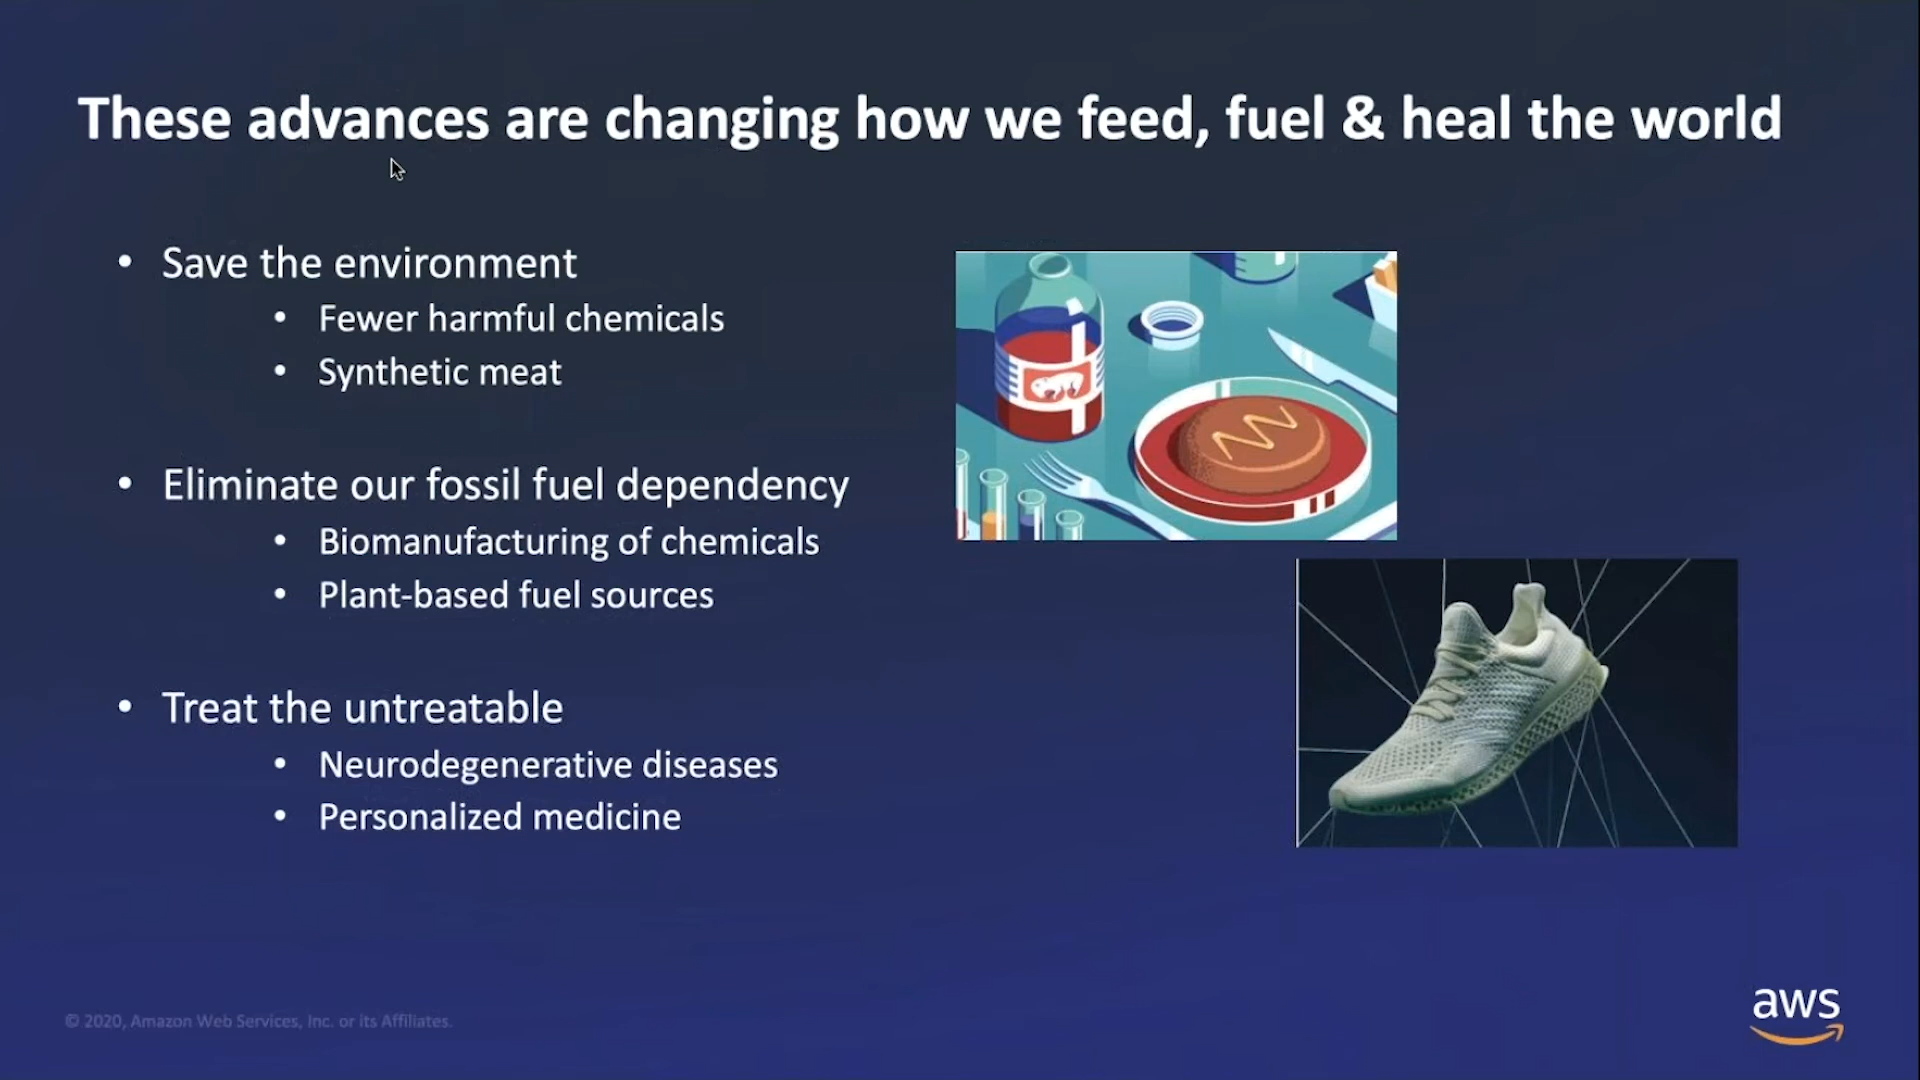 These advances are changing how we feed, fuel & heal the world
• Save the environment
• Fewer harmful chemicals
• Synthetic meat
• Eliminate our fossil fuel dependency
• Biomanufacturing of chemicals
• Plant-based fuel sources
• Treat the untreatable
• Neurodegenerative diseases
• Personalized medicine
© 2020, Amazon Web Services, Inc. or its Affiliates.
aws